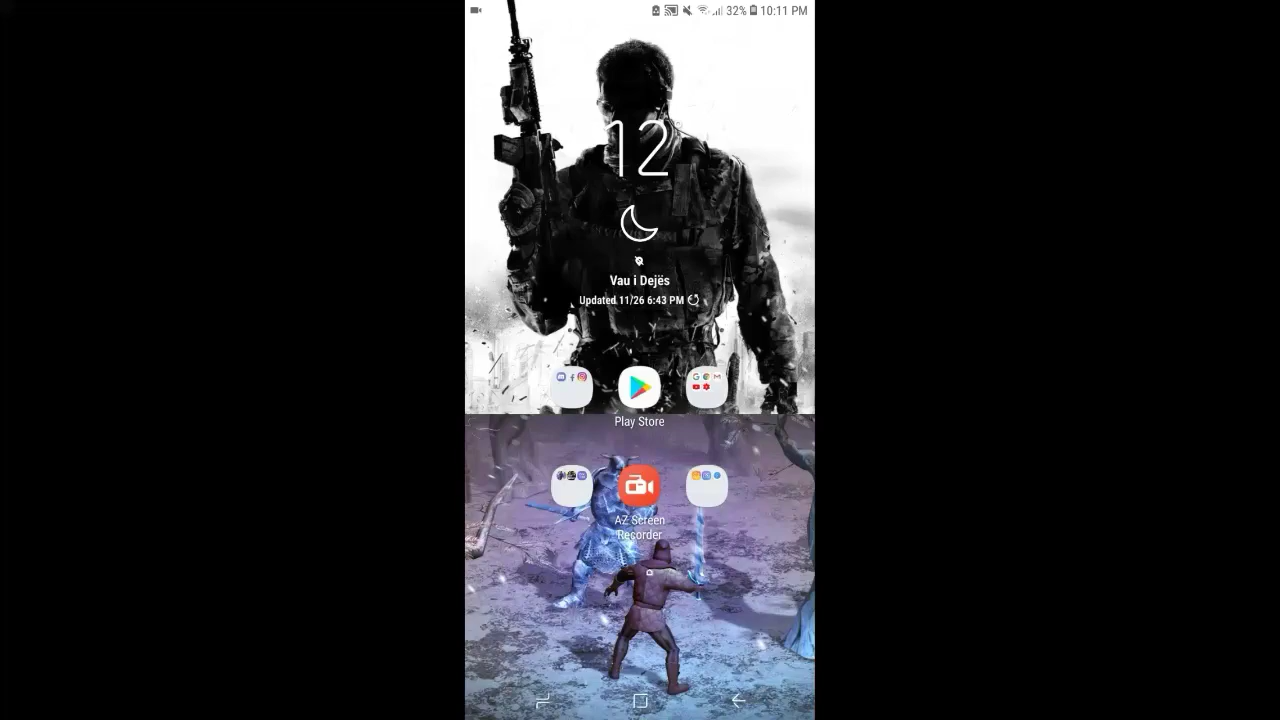 32% 10:11 PM
12
Vau i Dejës
Updated 11/26 6:43 PM
Play Store
AZ Screen
Recorder